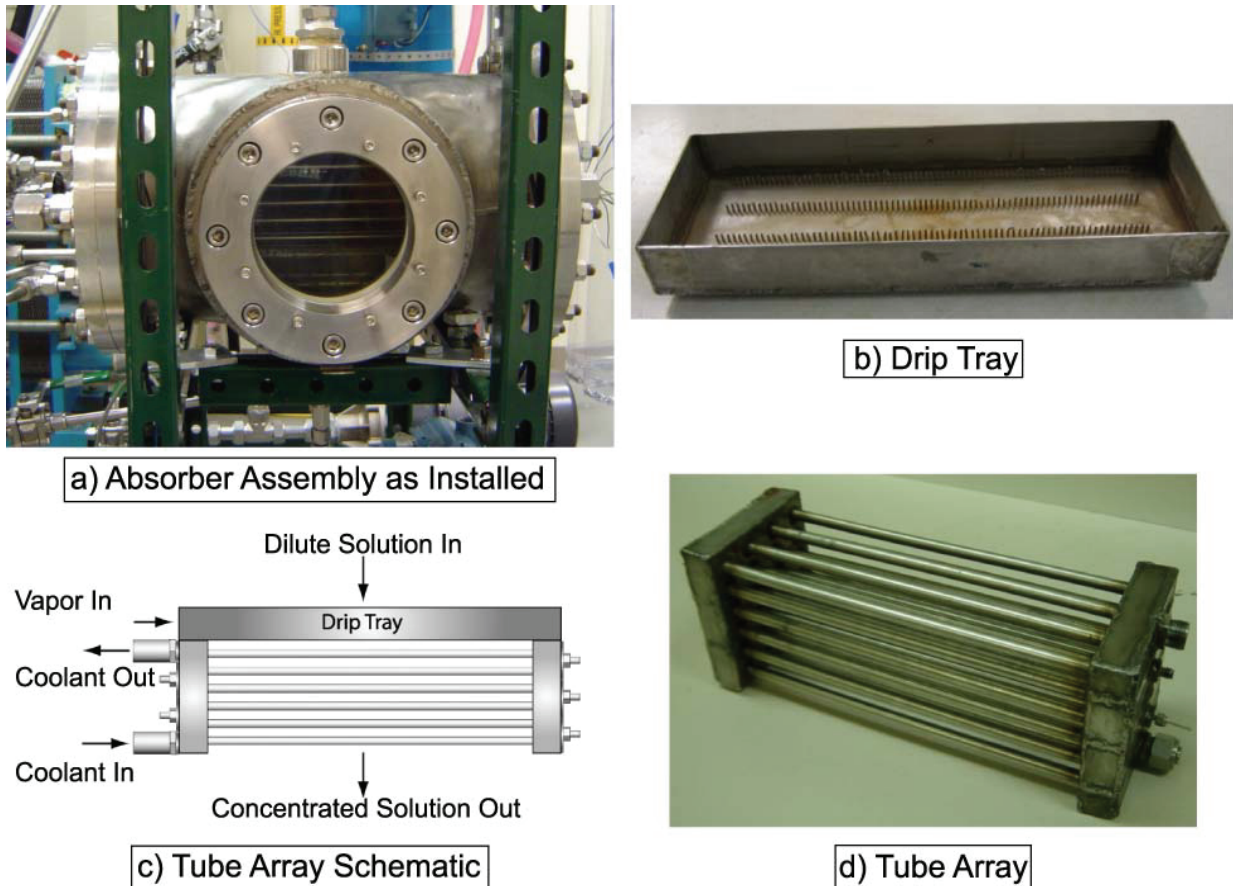 H PRESS
a) Absorber Assembly as Installed
b) Drip Tray
Dilute Solution In
Vapor In
Drip Tray
Coolant Out
Coolant In
Concentrated Solution Out
c) Tube Array Schematic
d) Tube Array